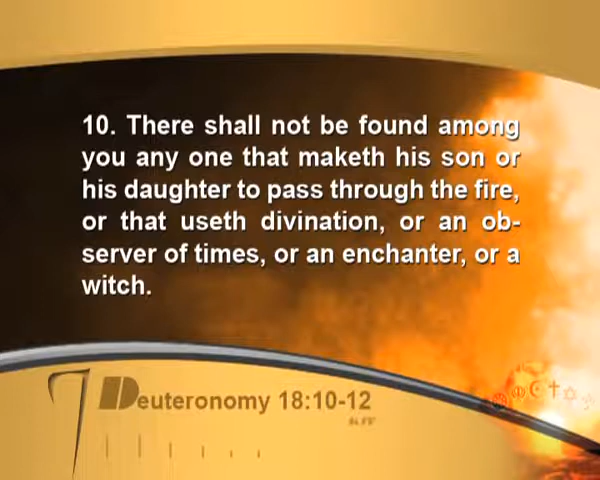 10. There shall not be found among
you any one that maketh his son or
his daughter to pass through the fire,
or that useth divination, or an ob-
server of times, or an enchanter, or a
witch.
Deuteronomy 18:10-12